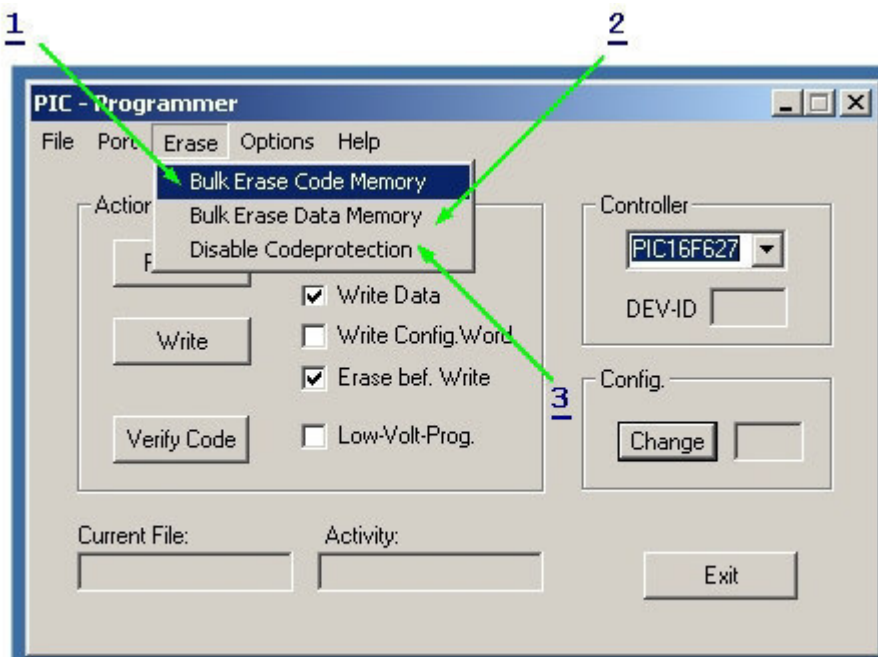 1
2
PIC - Programmer
File Port Erase Options Help
Bulk Erase Code Memory
Bulk Erase Data Memory
Disable Codeprotection
Write Data
Write
Write Config.Word
Erase bef. Write
3
Verify Code
Low-Volt-Prog.
Controller
PIC16F627
DEV-ID
Config.
Change
Current File:
Activity:
Exit